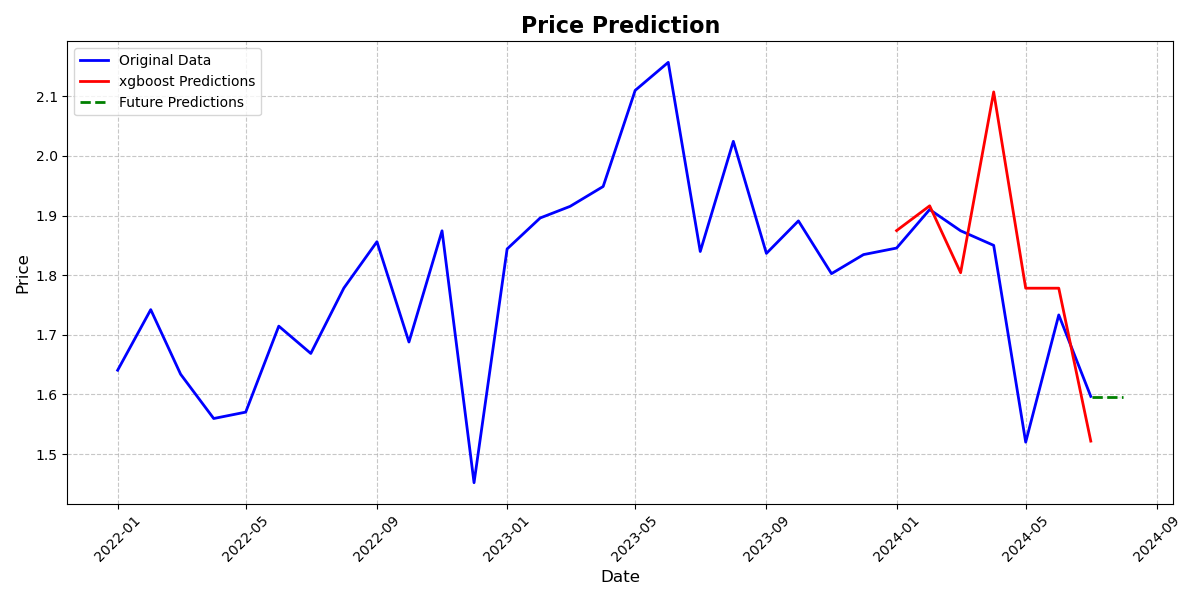 Price Prediction
Original Data
xgboost Predictions
Future Predictions
Price
2.1
2.0
1.9
1.8
1.7
1.6
1.5
2022-01
2022-05
2022-09
2023-01
2023-05
2023-09
2024-01
2024-05
2024-09
Date